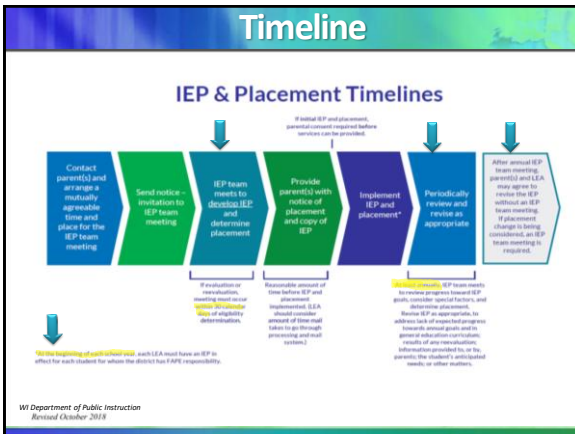 Timeline
IEP & Placement Timelines
If initial IEP and placement,
parental consent required before
services can be provided.
Contact
parent(s) and
arrange a
mutually
agreeable
time and
place for the
IEP team
meeting
Send notice –
invitation to
IEP team
meeting
IEP team
meets to
develop IEP
and
determine
placement
Provide
parent(s) with
notice of
placement
and copy of
IEP
Implement
IEP and
placement*
Periodically
review and
revise as
appropriate
After annual IEP
team meeting,
parent(s) and LEA
may agree to
revise the IEP
without an IEP
team meeting.
If placement
change is being
considered, an IEP
team meeting is
required.
If evaluation or
reevaluation,
meeting must occur
within 30 calendar
days of eligibility
determination.
Reasonable amount of
time before IEP and
placement
implemented. (LEA
should consider
amount of time mail
takes to go through
processing and mail
system.)
At least annually, IEP team meets
to review progress toward IEP
goals, consider special factors, and
determine placement.
Revise IEP as appropriate, to
address lack of expected progress
towards annual goals and in
general education curriculum;
results of any reevaluation;
Information provided to, or by,
parents; the student's anticipated
needs; or other matters.
*At the beginning of each school year, each LEA must have an IEP in
effect for each student for whom the district has FAPE responsibility.
WI Department of Public Instruction
Revised October 2018